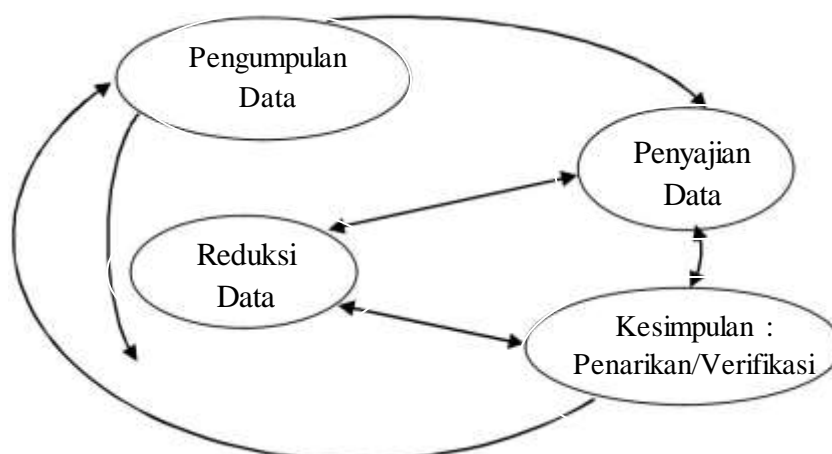 Pengumpulan
Data
Penyajian
Data
Reduksi
Data
Kesimpulan :
Penarikan/Verifikasi